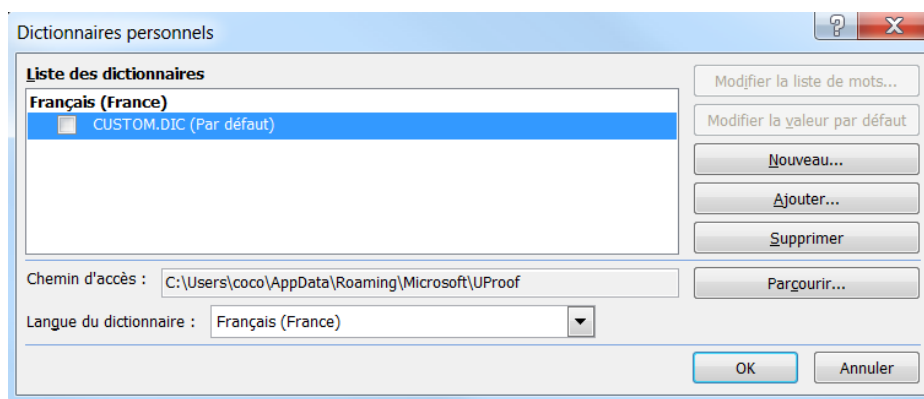 Dictionnaires personnels
Liste des dictionnaires
Français (France)
CUSTOM.DIC (Par défaut)
Modifier la liste de mots...
Modifier la valeur par défaut
Nouveau...
Ajouter...
Supprimer
Chemin d'accès : C:\Users\coco\AppData\Roaming\Microsoft\UProof
Parcourir...
Langue du dictionnaire : Français (France)
OK Annuler